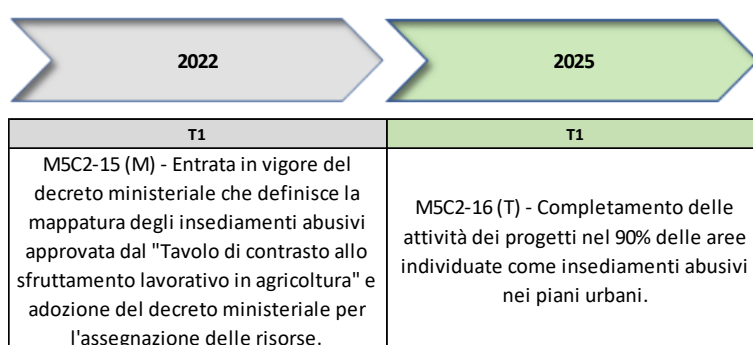 2022
2025
T1
T1
M5C2-15 (M) - Entrata in vigore del
decreto ministeriale che definisce la
mappatura degli insediamenti abusivi
approvata dal "Tavolo di contrasto allo
sfruttamento lavorativo in agricoltura" e
adozione del decreto ministeriale per
l'assegnazione delle risorse.
M5C2-16 (T) - Completamento delle
attività dei progetti nel 90% delle aree
individuate come insediamenti abusivi
nei piani urbani.